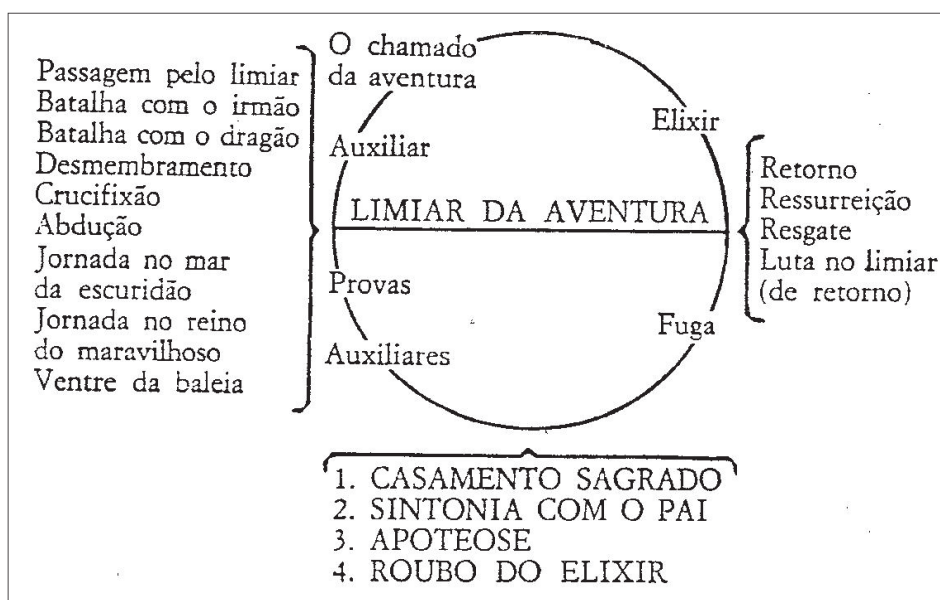 O chamado
da aventura
Passagem pelo limiar
Batalha com o irmão
Batalha com o dragão
Desmembramento
Crucifixão
Abdução
Jornada no mar
da escuridão
Jornada no reino
do maravilhoso
Ventre da baleia
Auxiliar
LIMIAR DA AVENTURA
Provas
Auxiliares
Elixir
Retorno
Ressurreição
Resgate
Luta no limiar
(de retorno)
Fuga
1. CASAMENTO SAGRADO
2. SINTONIA COM O PAI
3. APOTEOSE
4. ROUBO DO ELIXIR